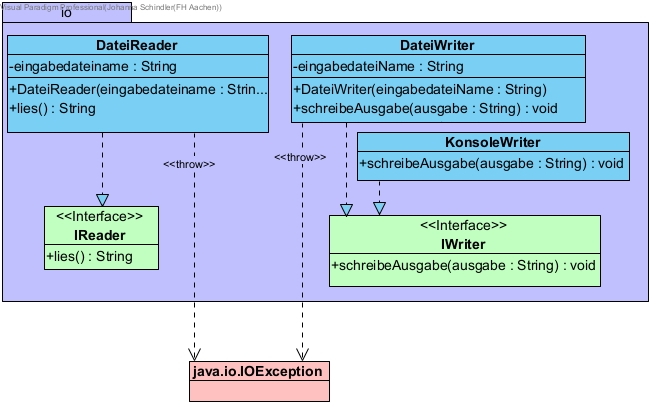 Visual Paradigm Professional(Johanna Schindler(FH Aachen))
io
DateiReader
-eingabedateiname : String
+DateiReader(eingabedateiname : Strin...
+lies() : String
DateiWriter
-eingabedateiName : String
+DateiWriter(eingabedateiName : String)
+schreibeAusgabe(ausgabe : String) : void
KonsoleWriter
+schreibeAusgabe(ausgabe : String) : void
<<throw>>
<<throw>>
<<Interface>>
IReader
+lies() : String
<<Interface>>
IWriter
+schreibeAusgabe(ausgabe : String) : void
java.io.IOException